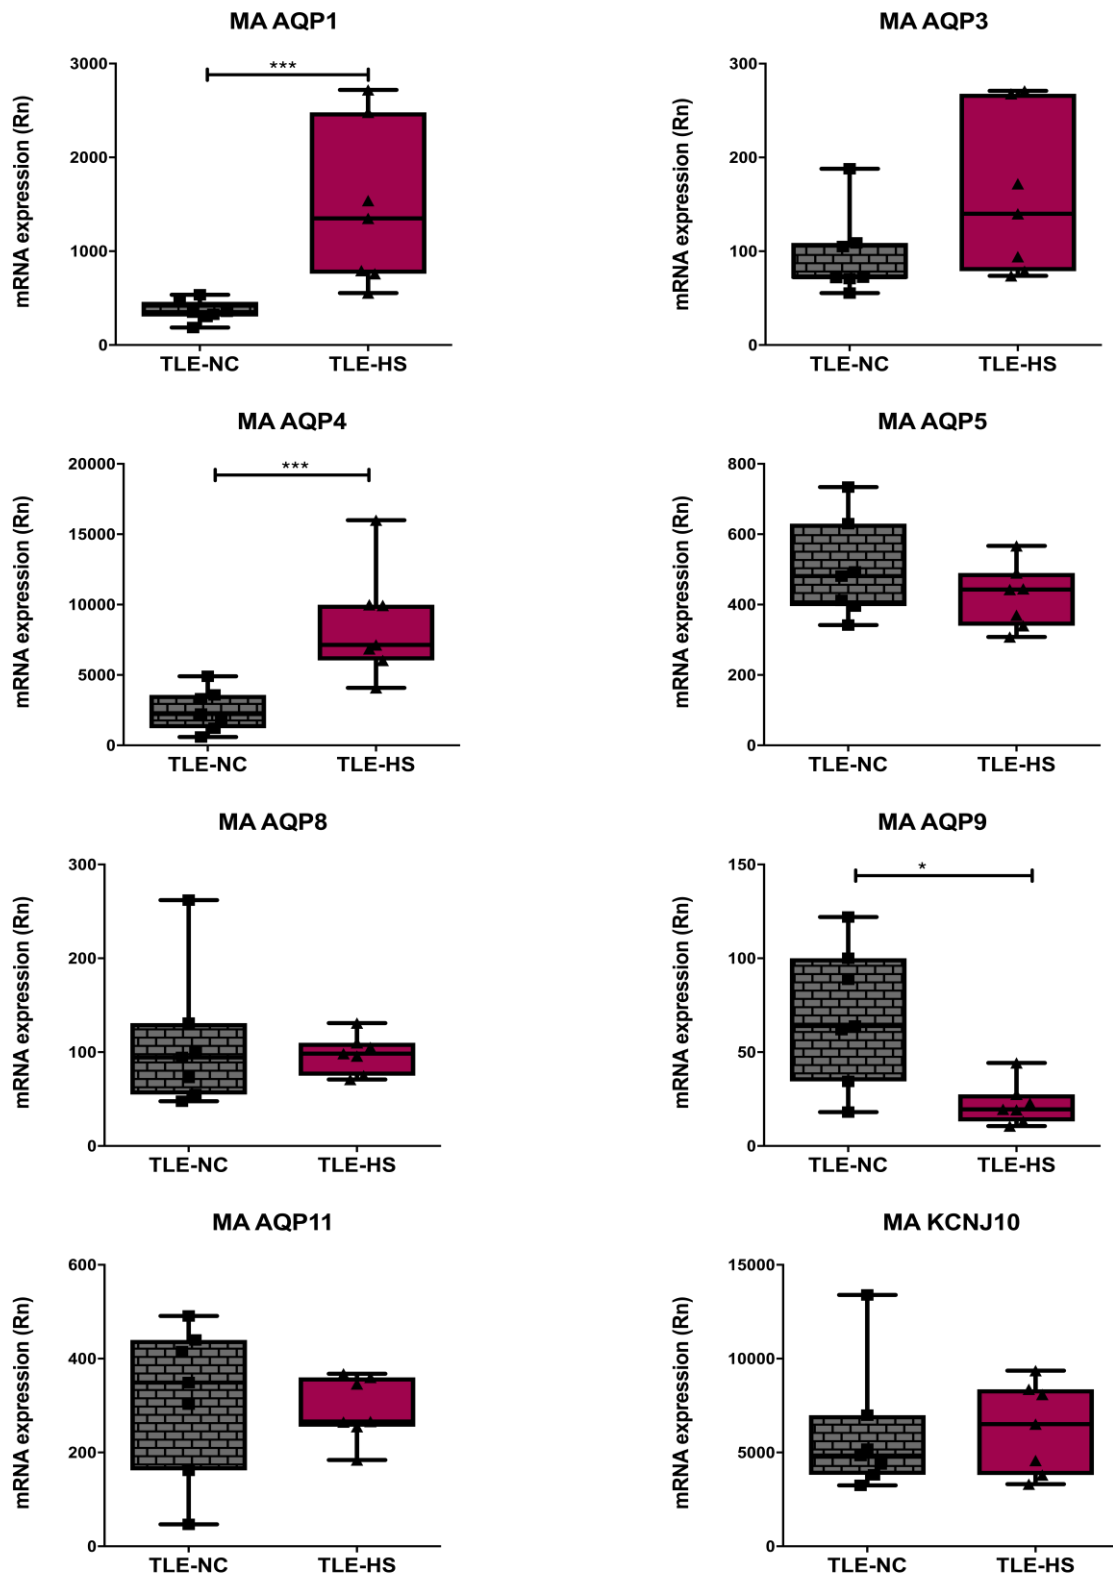 MA AQP1
mRNA expression (Rn)
3000
2000
1000
0
***
TLE-NC TLE-HS
MA AQP3
mRNA expression (Rn)
300
200
100
0
TLE-NC TLE-HS
MA AQP4
mRNA expression (Rn)
20000
15000
10000
5000
0
***
TLE-NC TLE-HS
MA AQP5
mRNA expression (Rn)
800
600
400
200
0
TLE-NC TLE-HS
MA AQP8
mRNA expression (Rn)
300
200
100
0
TLE-NC TLE-HS
MA AQP9
mRNA expression (Rn)
150
100
50
0
*
TLE-NC TLE-HS
MA AQP11
mRNA expression (Rn)
600
400
200
0
TLE-NC TLE-HS
MA KCNJ10
mRNA expression (Rn)
15000
10000
5000
0
TLE-NC TLE-HS